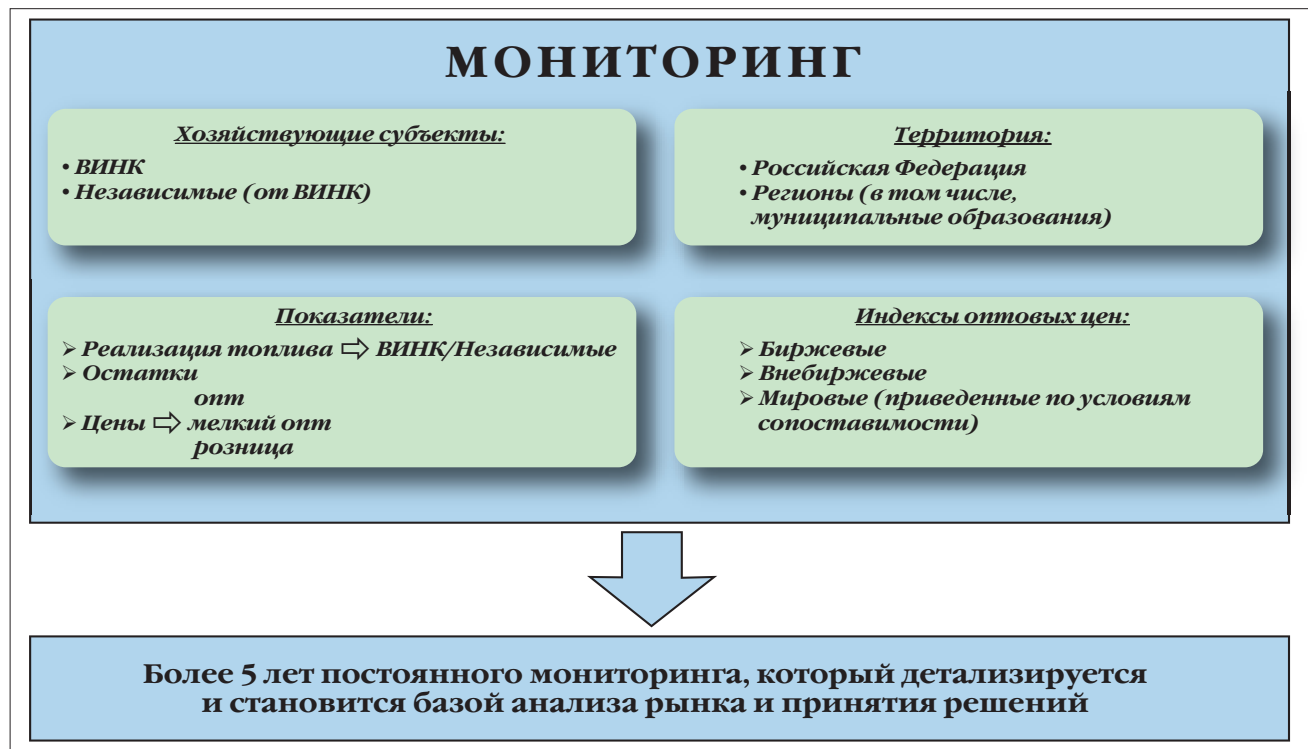 МОНИТОРИНГ
Хозяйствующие субъекты:
• ВИНК
• Независимые (от ВИНК)
Территория:
• Российская Федерация
• Регионы (в том числе,
муниципальные образования)
Показатели:
➢ Реализация топлива ⇨ ВИНК/Независимые
➢ Остатки
опт
➢ Цены ⇨ мелкий опт
розница
Индексы оптовых цен:
➢ Биржевые
➢ Внебиржевые
➢ Мировые (приведенные по условиям
сопоставимости)
Более 5 лет постоянного мониторинга, который детализируется
и становится базой анализа рынка и принятия решений